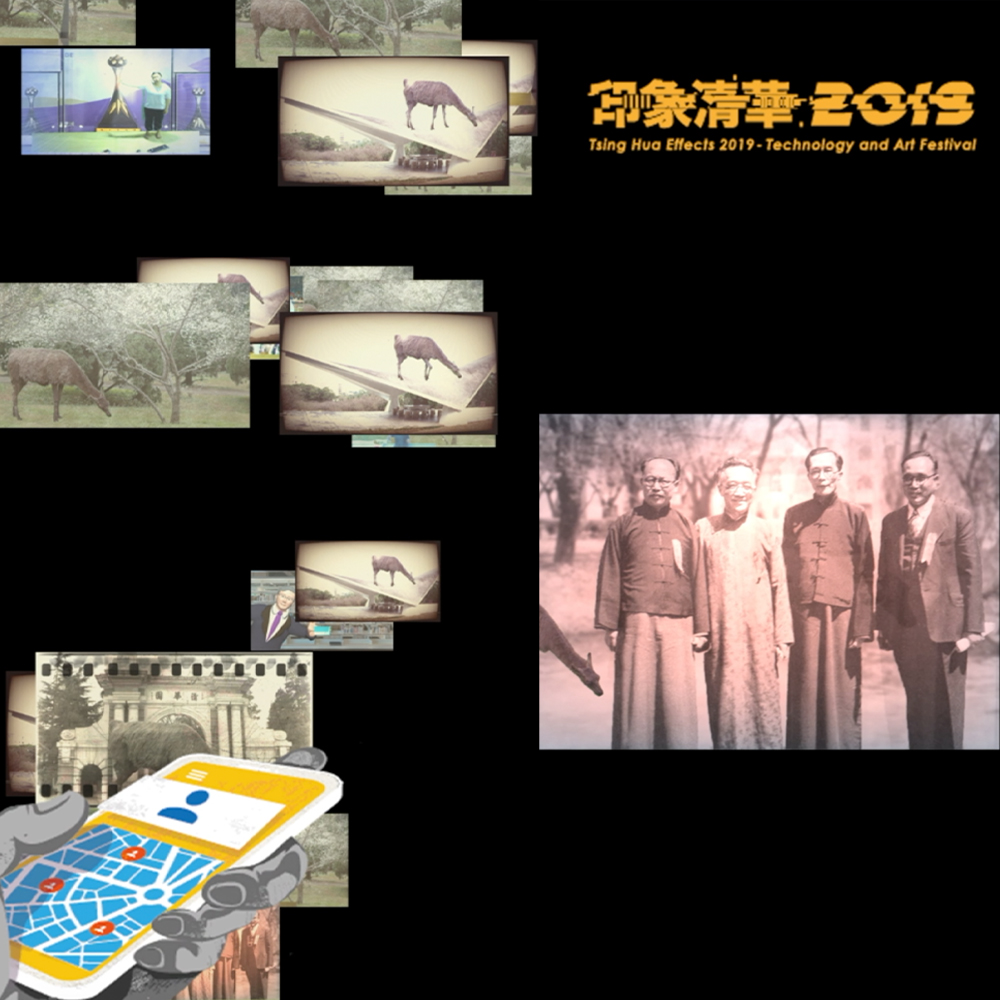 印象清華.2019
Tsing Hua Effects 2019 - Technology and Art Festival